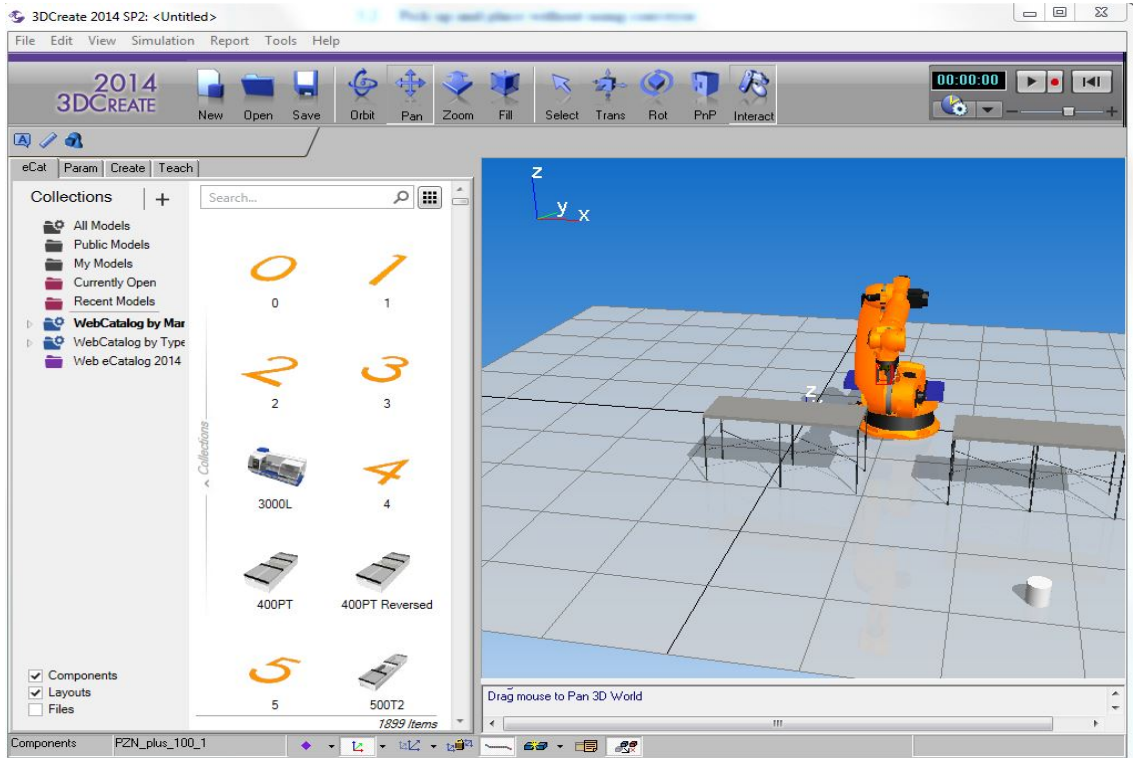 3DCreate 2014 SP2: <Untitled>
File Edit View Simulation Report Tools Help
2014
3DCREATE
New Open Save Orbit Pan Zoom Fill Select Trans Rot PnP Interact
00:00:00
eCat Param Create Teach
Collections +
Search...
All Models
Public Models
My Models
Currently Open
Recent Models
WebCatalog by Mar
WebCatalog by Type
Web eCatalog 2014
0 1
2 3
Collections
3000L 4
400PT 400PT Reversed
5 500T2
1899 Items
Components
Layouts
Files
z
y
x
z
Drag mouse to Pan 3D World
Components PZN_plus_100_1